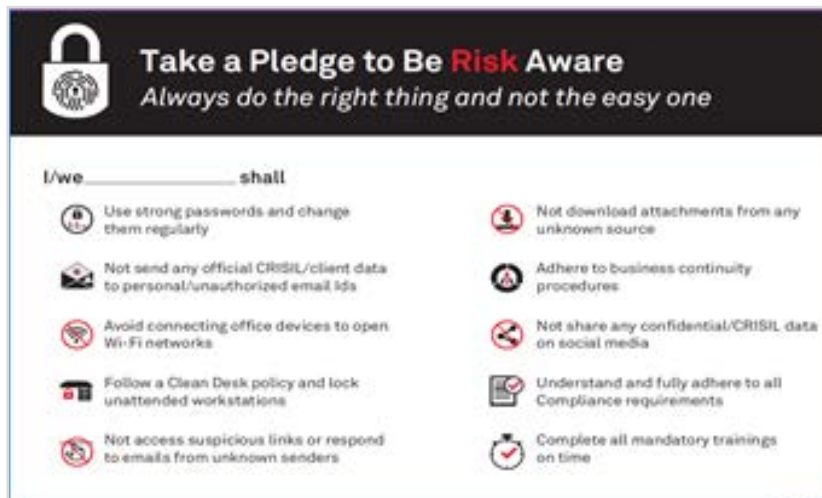 Take a Pledge to Be Risk Aware
Always do the right thing and not the easy one
I/we______________ shall
Use strong passwords and change
them regularly
Not send any official CRISIL/client data
to personal/unauthorized email Ids
Avoid connecting office devices to open
Wi-Fi networks
Follow a Clean Desk policy and lock
unattended workstations
Not access suspicious links or respond
to emails from unknown senders
Not download attachments from any
unknown source
Adhere to business continuity
procedures
Not share any confidential/CRISIL data
on social media
Understand and fully adhere to all
Compliance requirements
Complete all mandatory trainings
on time